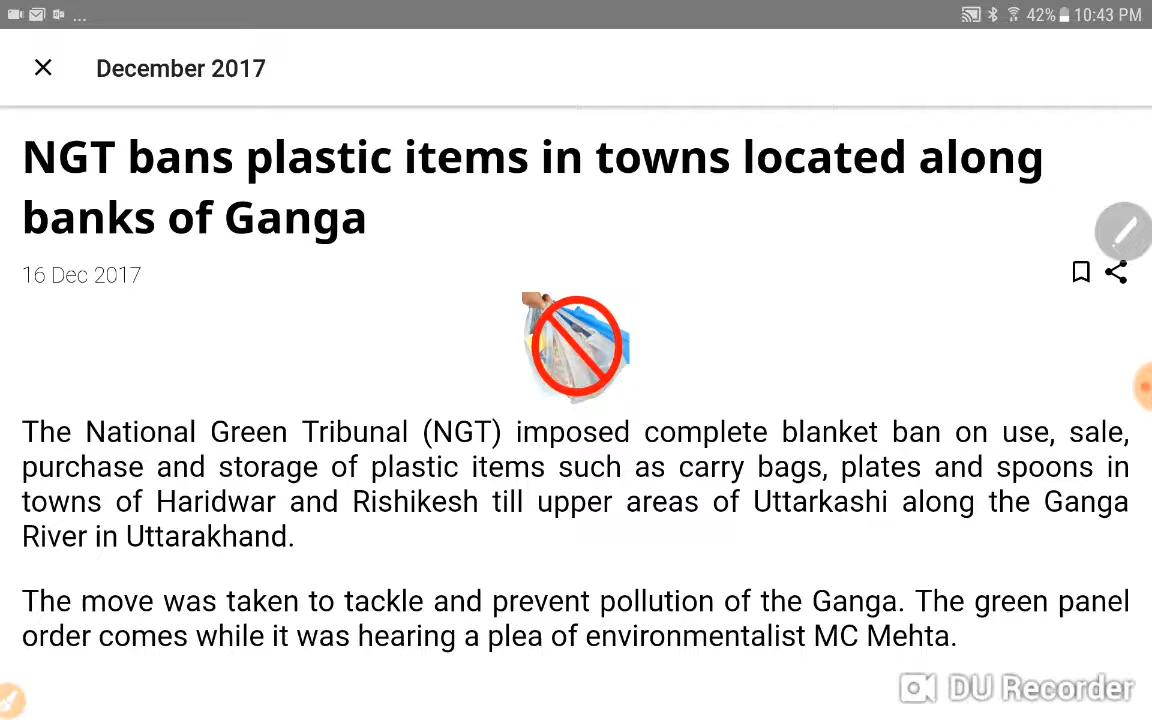 ... 42% 10:43 PM
December 2017
NGT bans plastic items in towns located along
banks of Ganga
16 Dec 2017
The National Green Tribunal (NGT) imposed complete blanket ban on use, sale,
purchase and storage of plastic items such as carry bags, plates and spoons in
towns of Haridwar and Rishikesh till upper areas of Uttarkashi along the Ganga
River in Uttarakhand.
The move was taken to tackle and prevent pollution of the Ganga. The green panel
order comes while it was hearing a plea of environmentalist MC Mehta.
DU Recorder